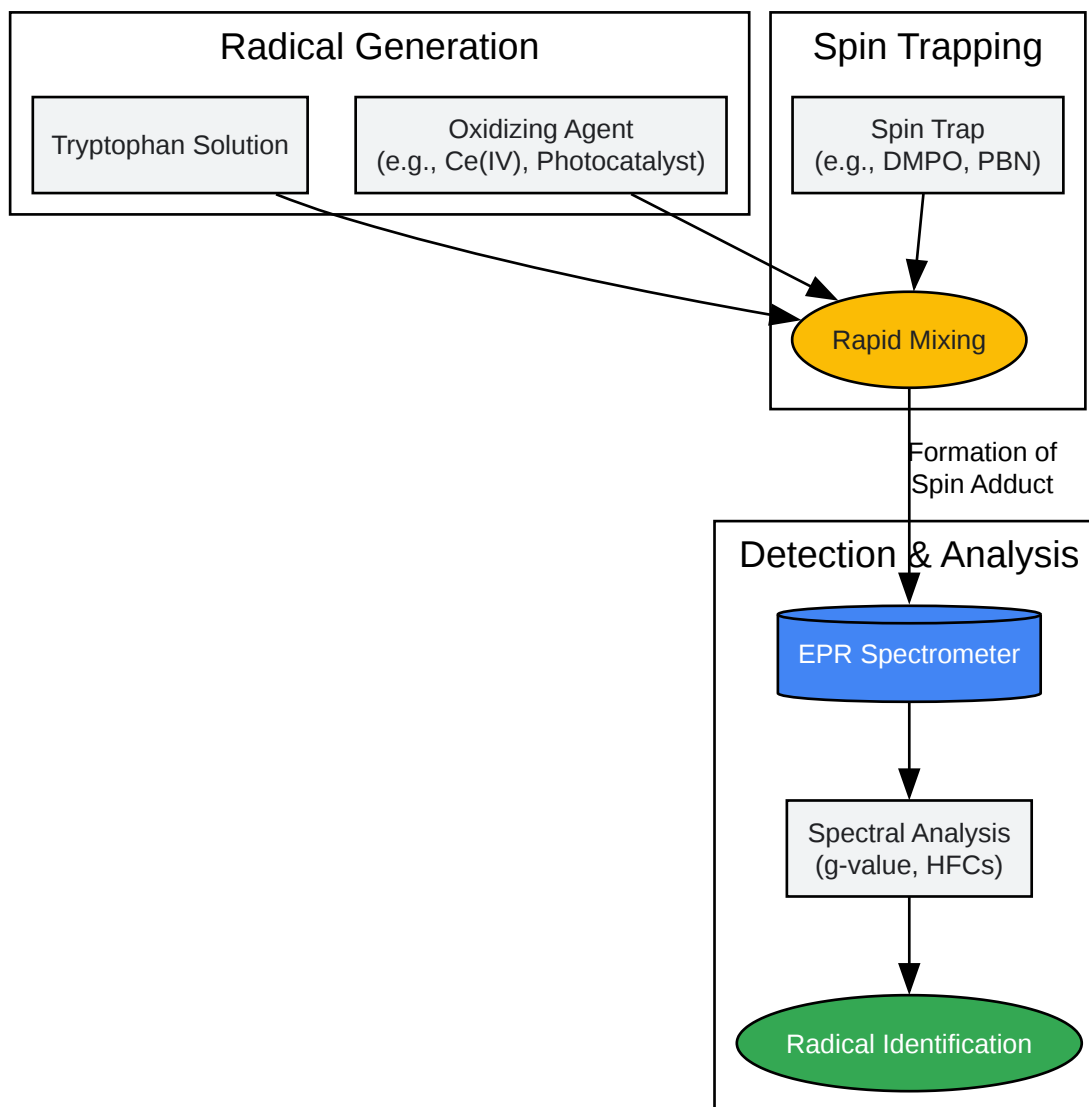 Radical Generation
Spin Trapping
Tryptophan Solution
Oxidizing Agent
(e.g., Ce(IV), Photocatalyst)
Spin Trap
(e.g., DMPO, PBN)
Rapid Mixing
Formation of
Spin Adduct
Detection & Analysis
EPR Spectrometer
Spectral Analysis
(g-value, HFCs)
Radical Identification